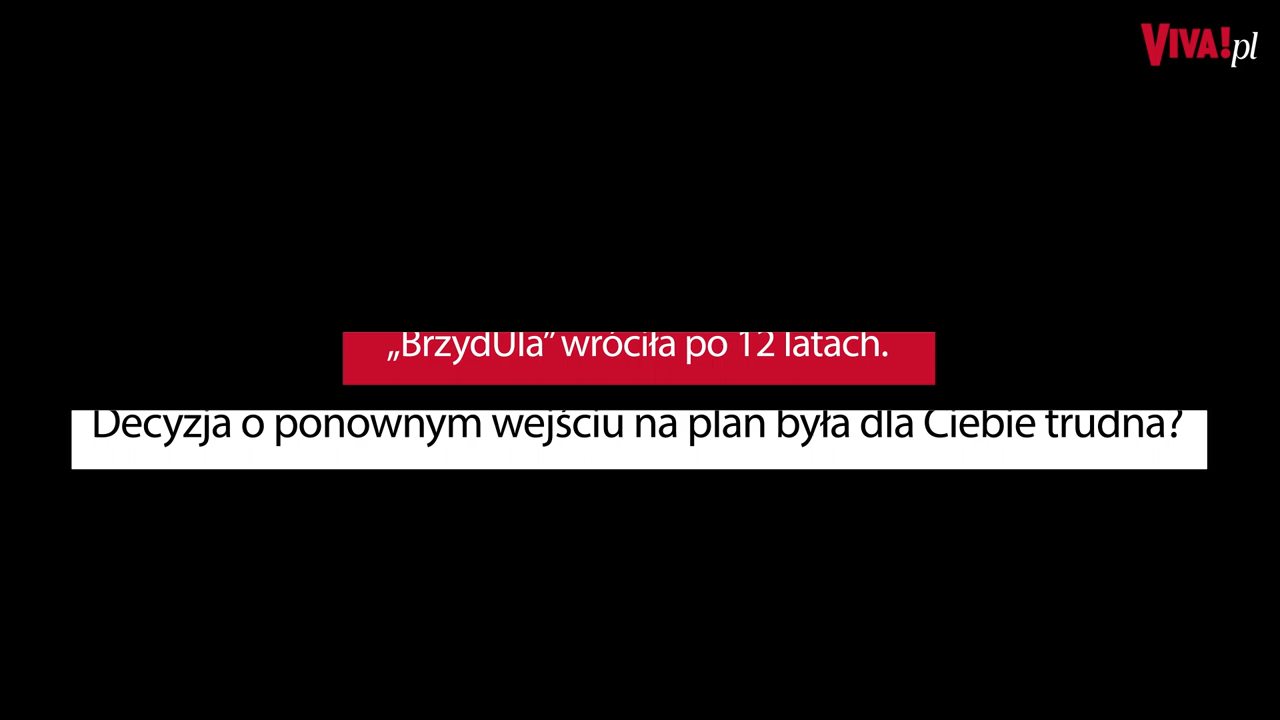 VIVA!pl
„BrzydUla” wróciła po 12 latach.
Decyzja o ponownym wejściu na plan była dla Ciebie trudna?